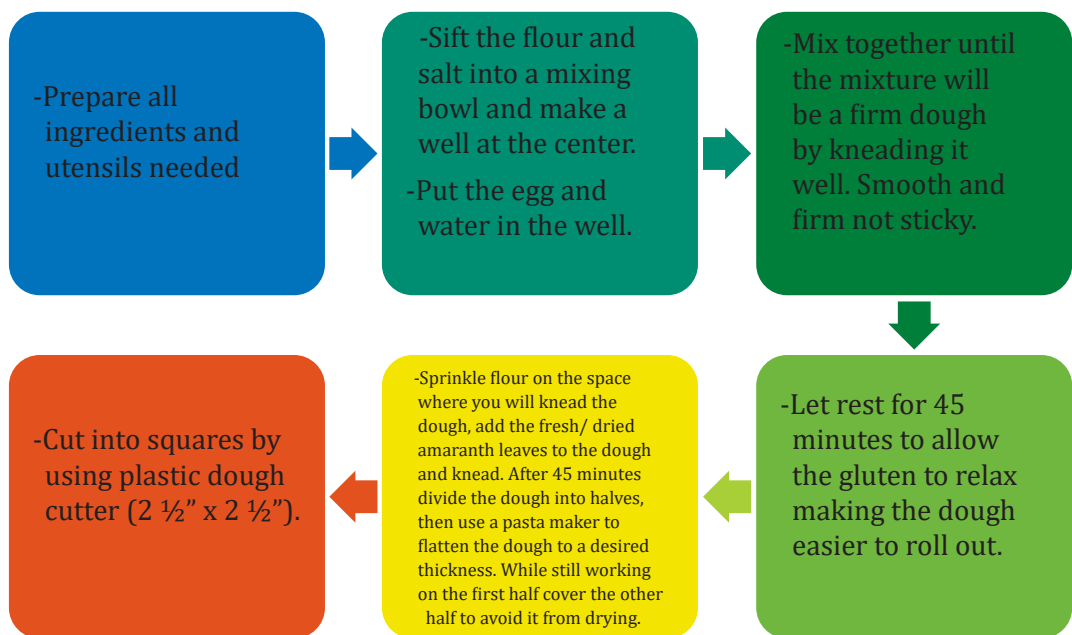 -Prepare all
ingredients and
utensils needed
-Sift the flour and
salt into a mixing
bowl and make a
well at the center.
-Put the egg and
water in the well.
-Mix together until
the mixture will
be a firm dough
by kneading it
well. Smooth and
firm not sticky.
-Let rest for 45
minutes to allow
the gluten to relax
making the dough
easier to roll out.
-Sprinkle flour on the space
where you will knead the
dough, add the fresh/ dried
amaranth leaves to the dough
and knead. After 45 minutes
divide the dough into halves,
then use a pasta maker to
flatten the dough to a desired
thickness. While still working
on the first half cover the other
half to avoid it from drying.
-Cut into squares by
using plastic dough
cutter (2 ½” x 2 ½”).